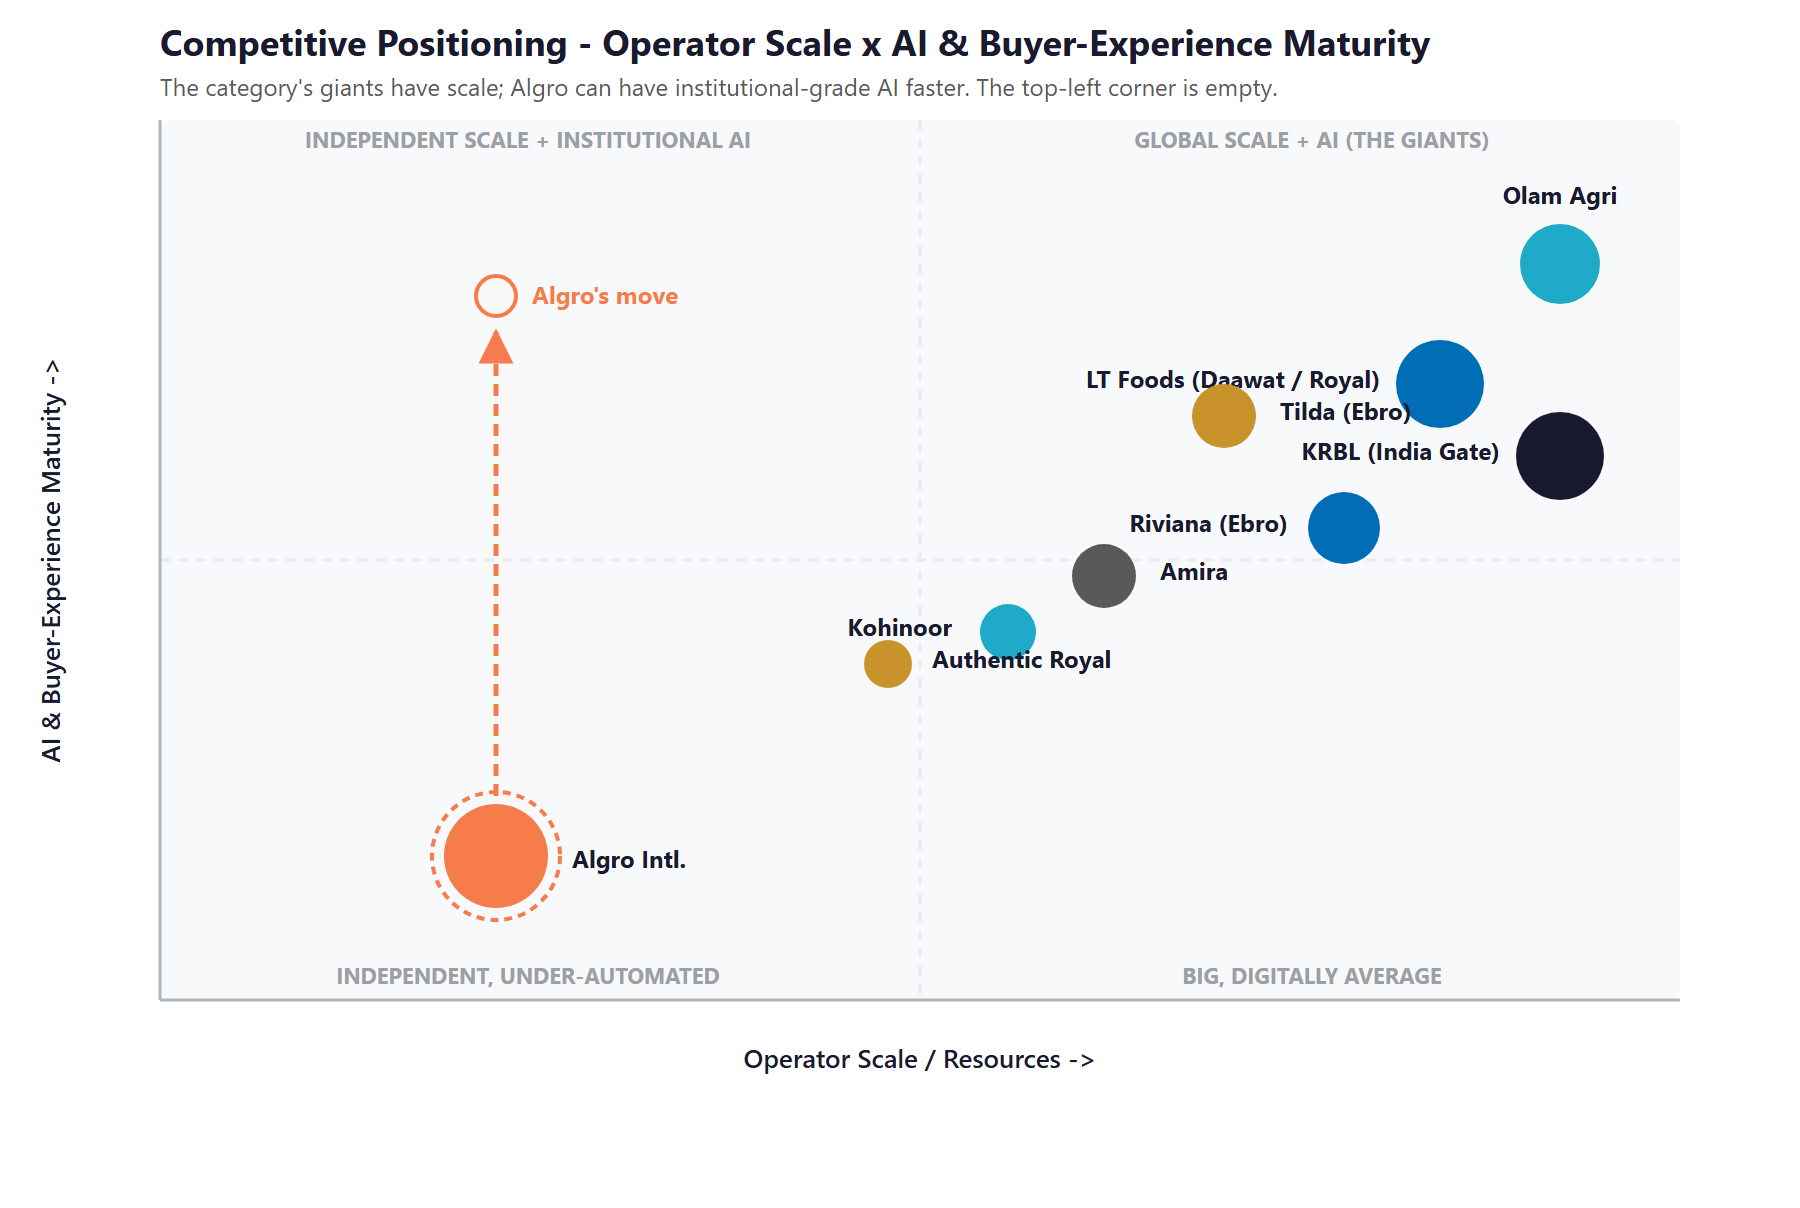 Competitive Positioning - Operator Scale x AI & Buyer-Experience Maturity
The category's giants have scale; Algro can have institutional-grade AI faster. The top-left corner is empty.
INDEPENDENT SCALE + INSTITUTIONAL AI
GLOBAL SCALE + AI (THE GIANTS)
Olam Agri
Algro's move
LT Foods (Daawat / Royal)
Tilda (Ebro)
KRBL (India Gate)
Riviana (Ebro)
Amira
Kohinoor
Authentic Royal
Algro Intl.
INDEPENDENT, UNDER-AUTOMATED
BIG, DIGITALLY AVERAGE
AI & Buyer-Experience Maturity ->
Operator Scale / Resources ->